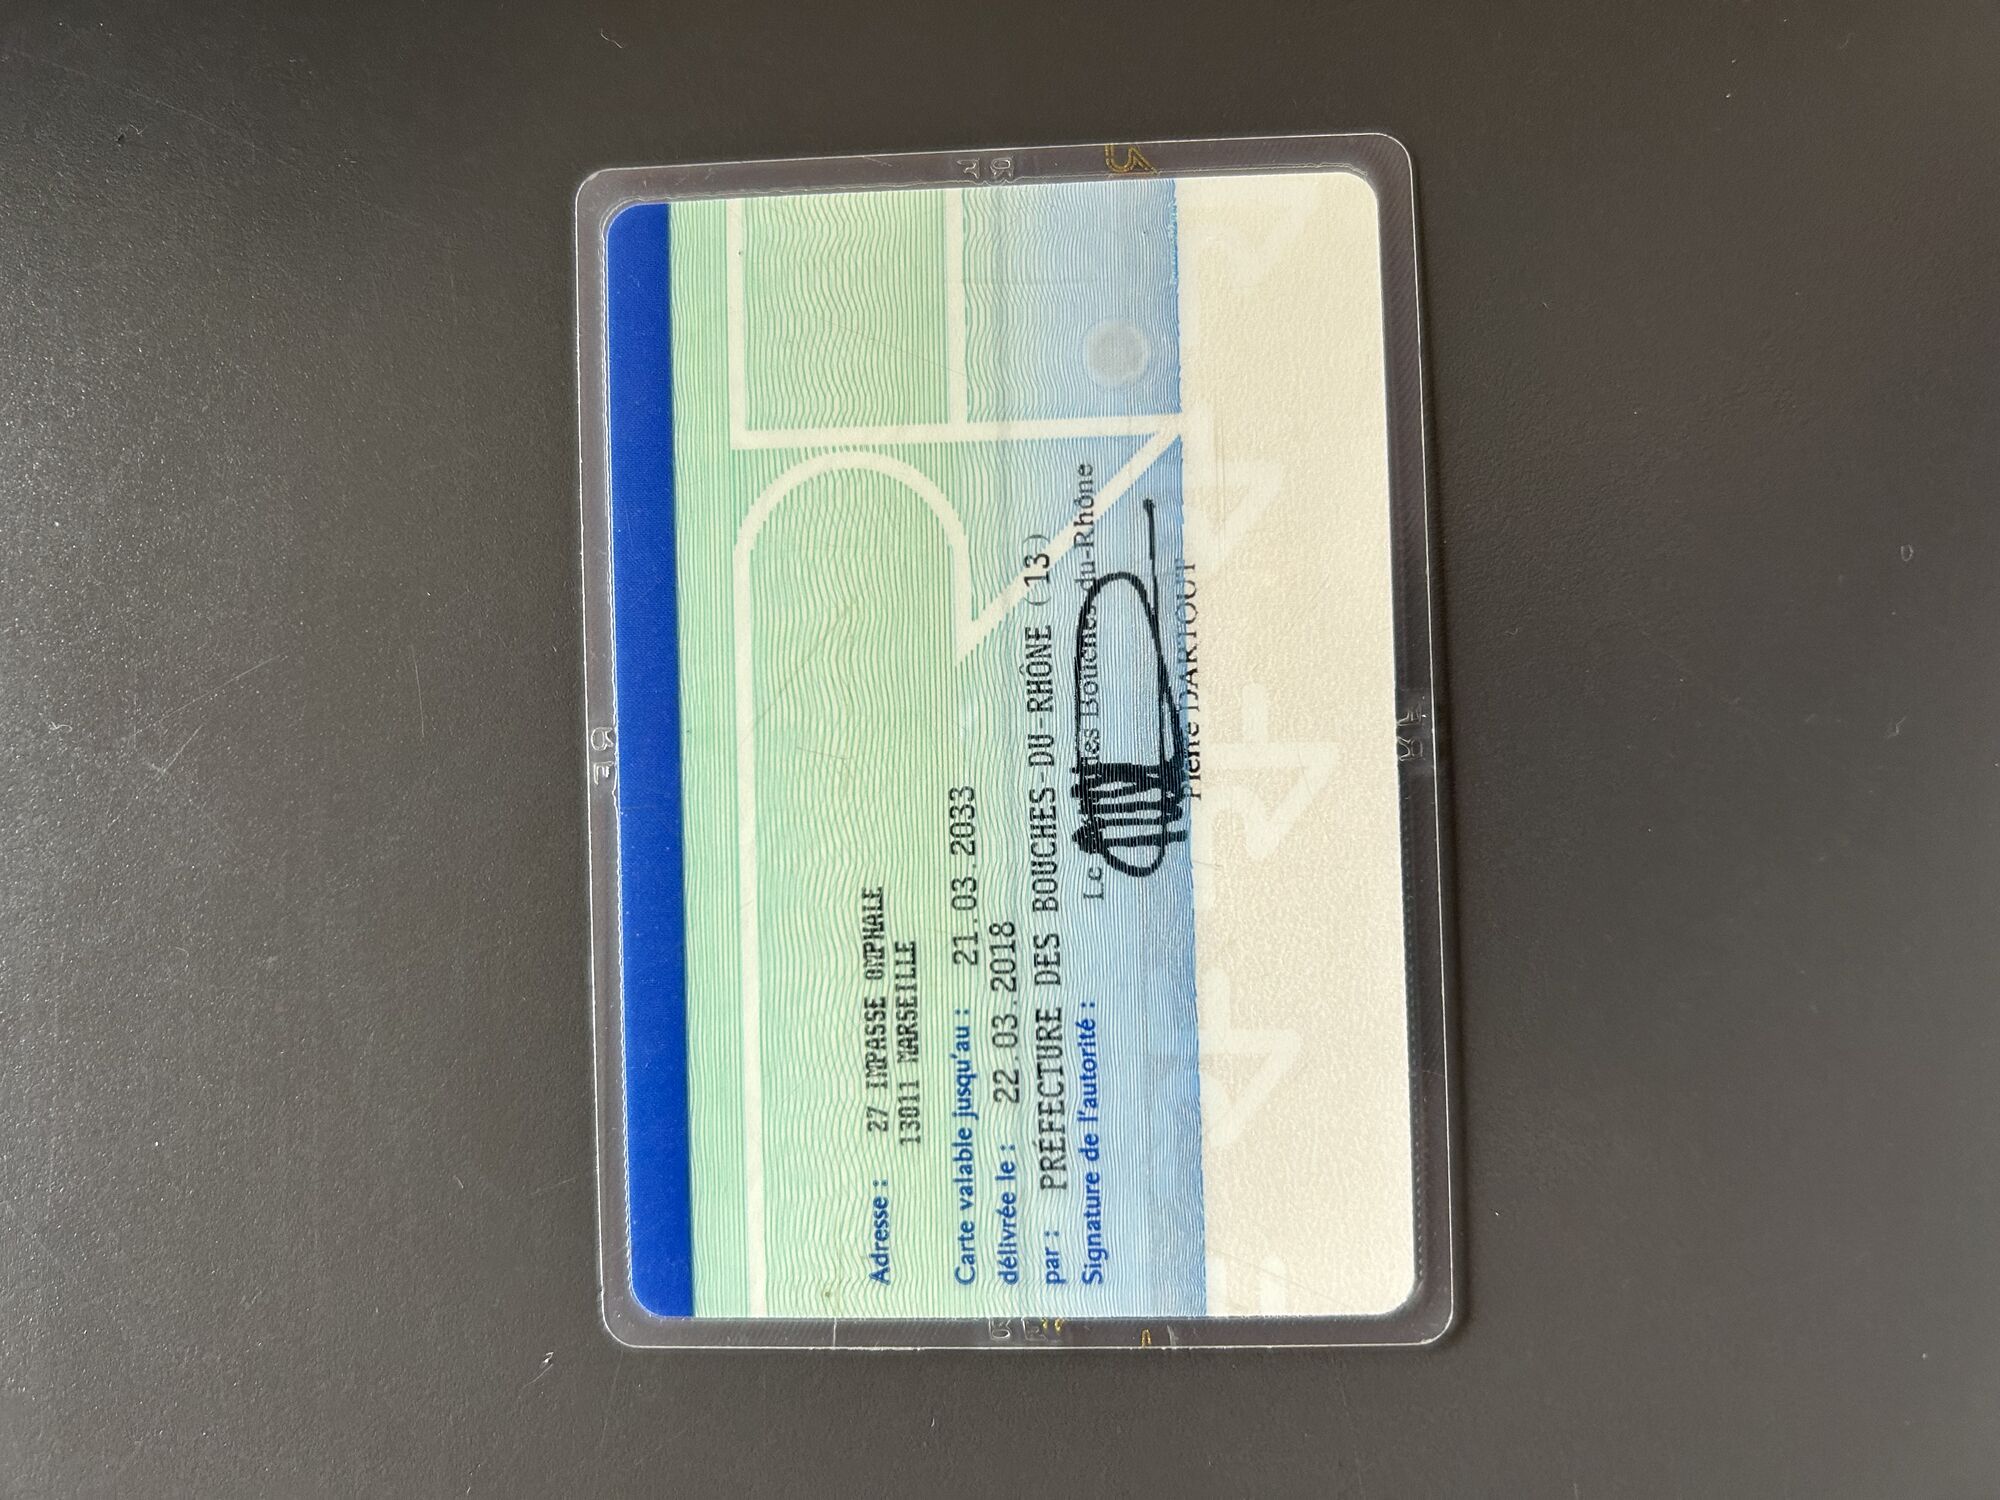 Adresse : 27 IMPASSE OMPHALE
13011 MARSEILLE
Carte valable jusqu'au : 21.03.2033
délivrée le : 22.03.2018
par : PRÉFECTURE DES BOUCHES-DU-RHÔNE (13)
Signature de l'autorité :
Le des Bouches-du-Rhône
Pierre DARTOUT
RF